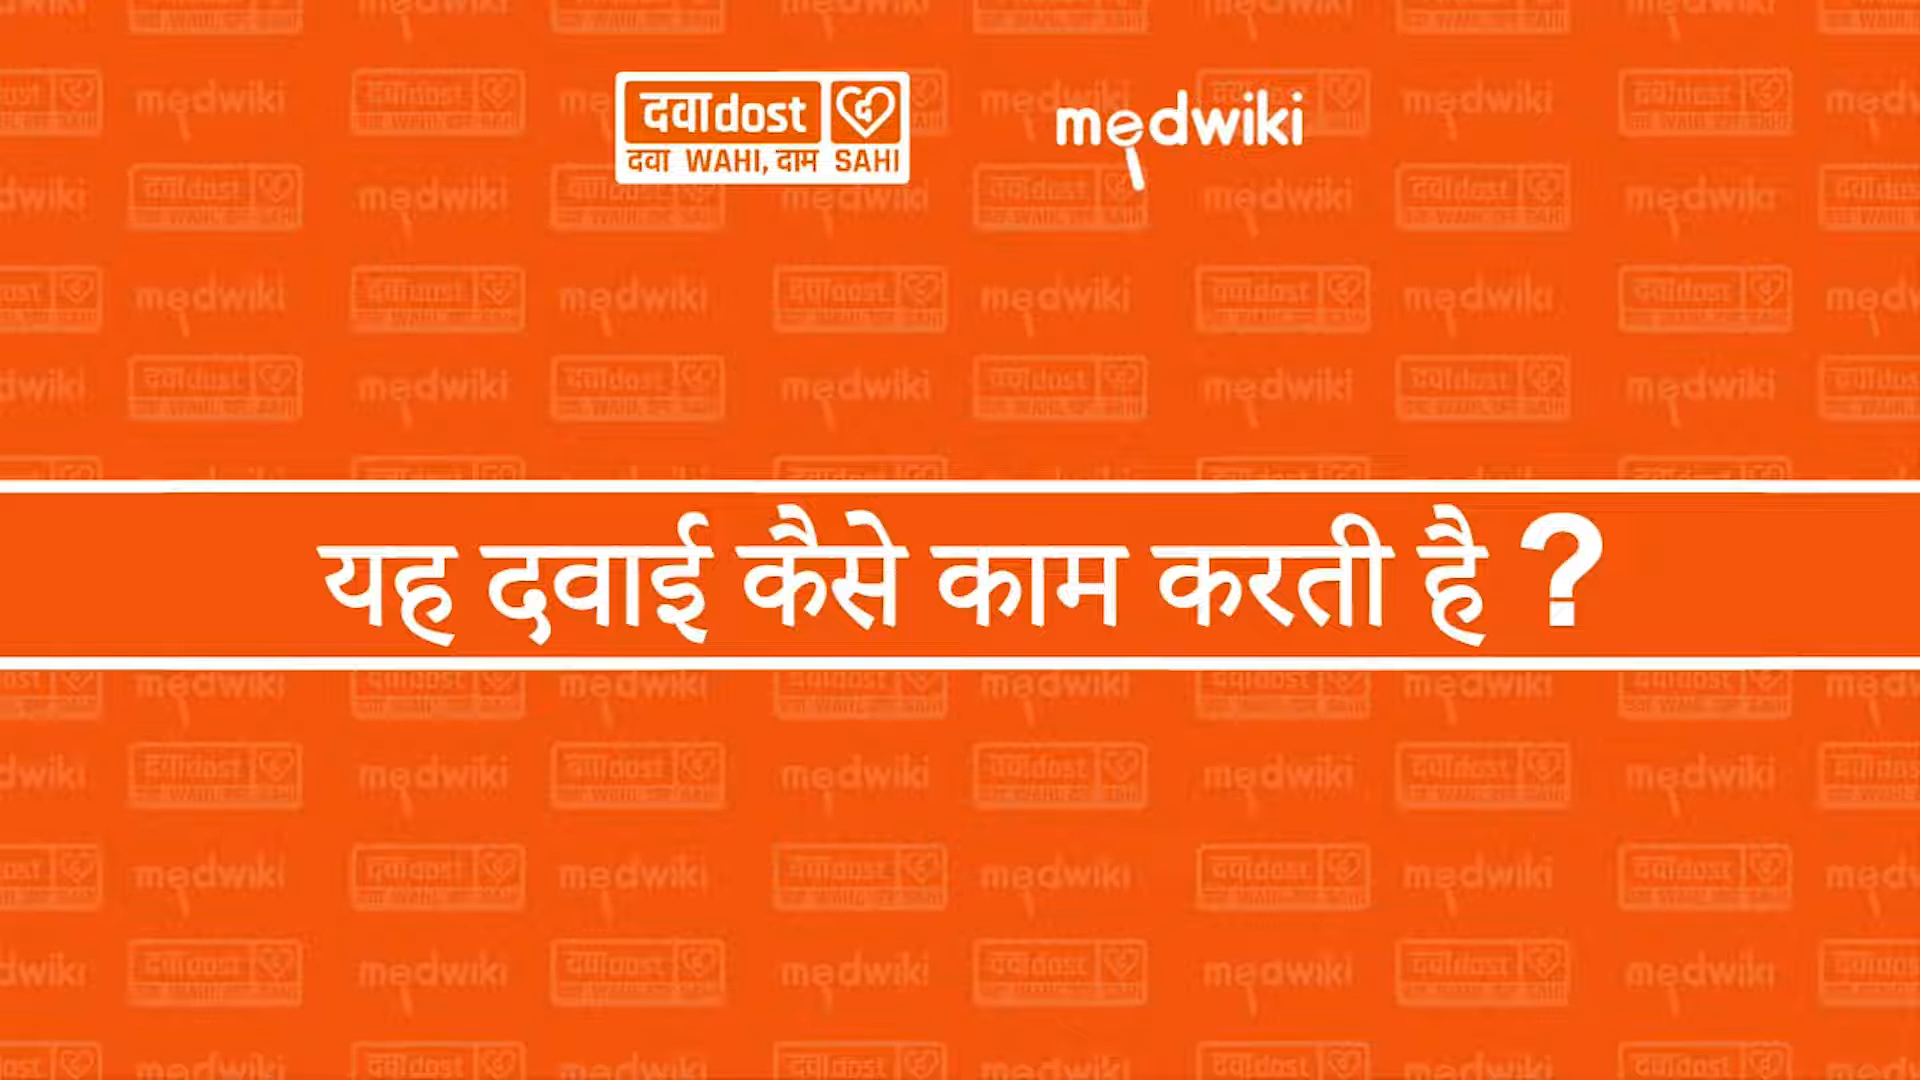 दवाdost
दवा WAHI, दाम SAHI
medwiki
यह दवाई कैसे काम करती है ?